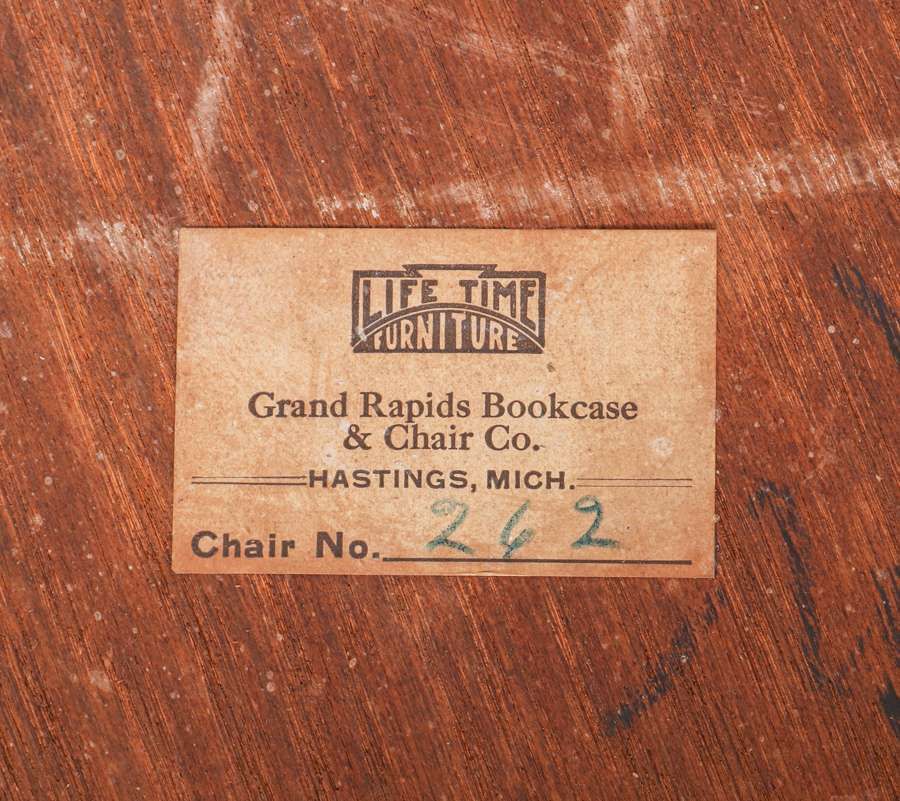 LIFE TIME
FURNITURE
Grand Rapids Bookcase
& Chair Co.
HASTINGS, MICH.
Chair No. 262